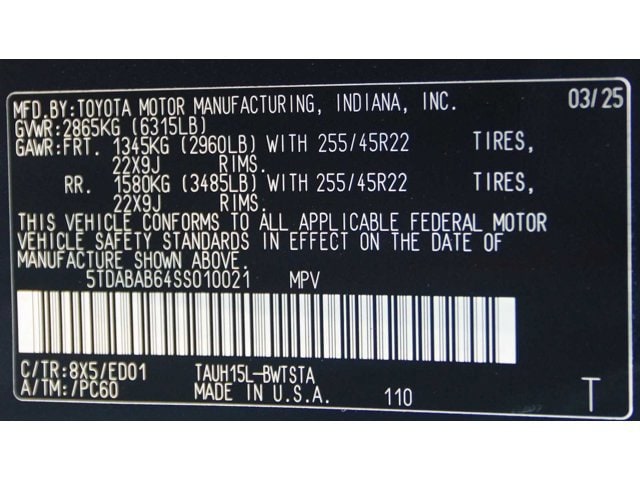 MFD.BY:TOYOTA MOTOR MANUFACTURING, INDIANA, INC. 03/25
GVWR:2865KG (6315LB)
GAWR:FRT. 1345KG (2960LB) WITH 255/45R22 TIRES,
22X9J RIMS.
RR. 1580KG (3485LB) WITH 255/45R22 TIRES,
22X9J RIMS.
THIS VEHICLE CONFORMS TO ALL APPLICABLE FEDERAL MOTOR
VEHICLE SAFETY STANDARDS IN EFFECT ON THE DATE OF
MANUFACTURE SHOWN ABOVE.
5TDABAB64SS010021 MPV
C/TR:8X5/ED01 TAUH15L-BWTSTA
A/TM:/PC60 MADE IN U.S.A. 110 T